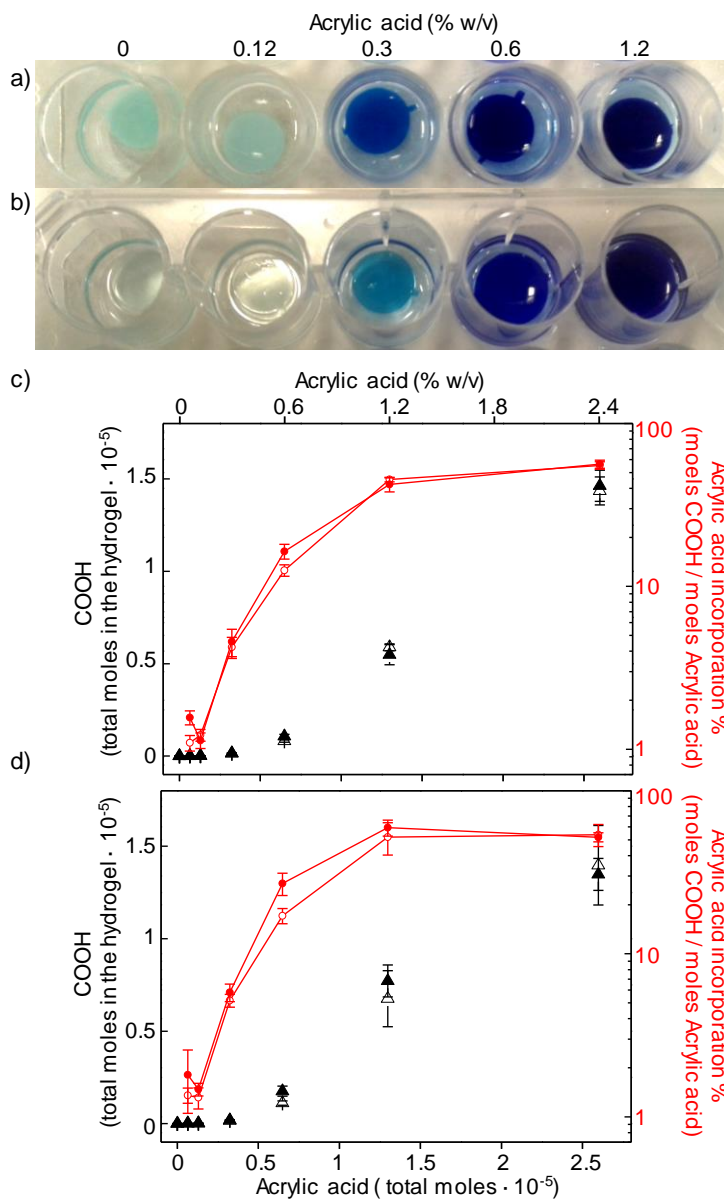 Acrylic acid (% w/v)
0 0.12 0.3 0.6 1.2
a)
b)
c)
Acrylic acid (% w/v)
0 0.6 1.2 1.8 2.4
1.5
1
0.5
0
COOH
(total moles in the hydrogel · 10-5)
100
10
1
Acrylic acid incorporation %
(moels COOH / moels Acrylic acid)
d)
1.5
1
0.5
0
COOH
(total moles in the hydrogel · 10-5)
100
10
1
Acrylic acid incorporation %
(moles COOH / moles Acrylic acid)
0 0.5 1 1.5 2 2.5
Acrylic acid ( total moles · 10-5)